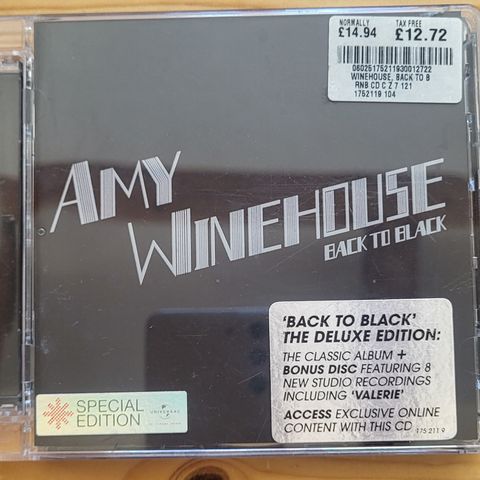 NORMALLY TAX FREE
£14.94 £12.72
06025175211930012722
WINEHOUSE, BACK TO B
RNB CD C Z 7 121
1752119 104
AMY
WINEHOUSE
BACK TO BLACK
'BACK TO BLACK'
THE DELUXE EDITION:
THE CLASSIC ALBUM +
BONUS DISC FEATURING 8
NEW STUDIO RECORDINGS
INCLUDING 'VALERIE'
ACCESS EXCLUSIVE ONLINE
CONTENT WITH THIS CD 175 211 9
SPECIAL
EDITION
UNIVERSAL